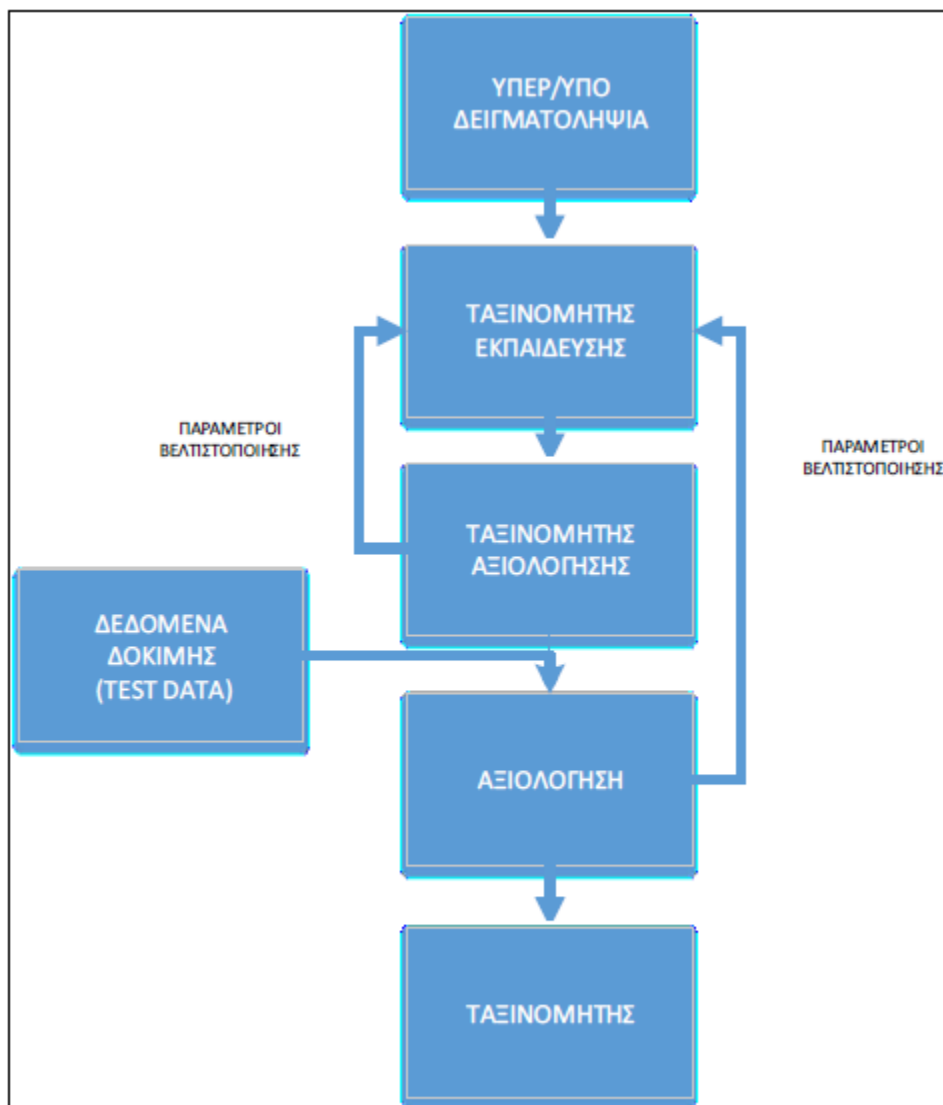 ΥΠΕΡ/ΥΠΟ
ΔΕΙΓΜΑΤΟΛΗΨΙΑ
ΤΑΞΙΝΟΜΗΤΗΣ
ΕΚΠΑΙΔΕΥΣΗΣ
ΠΑΡΑΜΕΤΡΟΙ
ΒΕΛΤΙΣΤΟΠΟΙΗΣΗΣ
ΠΑΡΑΜΕΤΡΟΙ
ΒΕΛΤΙΣΤΟΠΟΙΗΣΗΣ
ΤΑΞΙΝΟΜΗΤΗΣ
ΑΞΙΟΛΟΓΗΣΗΣ
ΔΕΔΟΜΕΝΑ
ΔΟΚΙΜΗΣ
(TEST DATA)
ΑΞΙΟΛΟΓΗΣΗ
ΤΑΞΙΝΟΜΗΤΗΣ